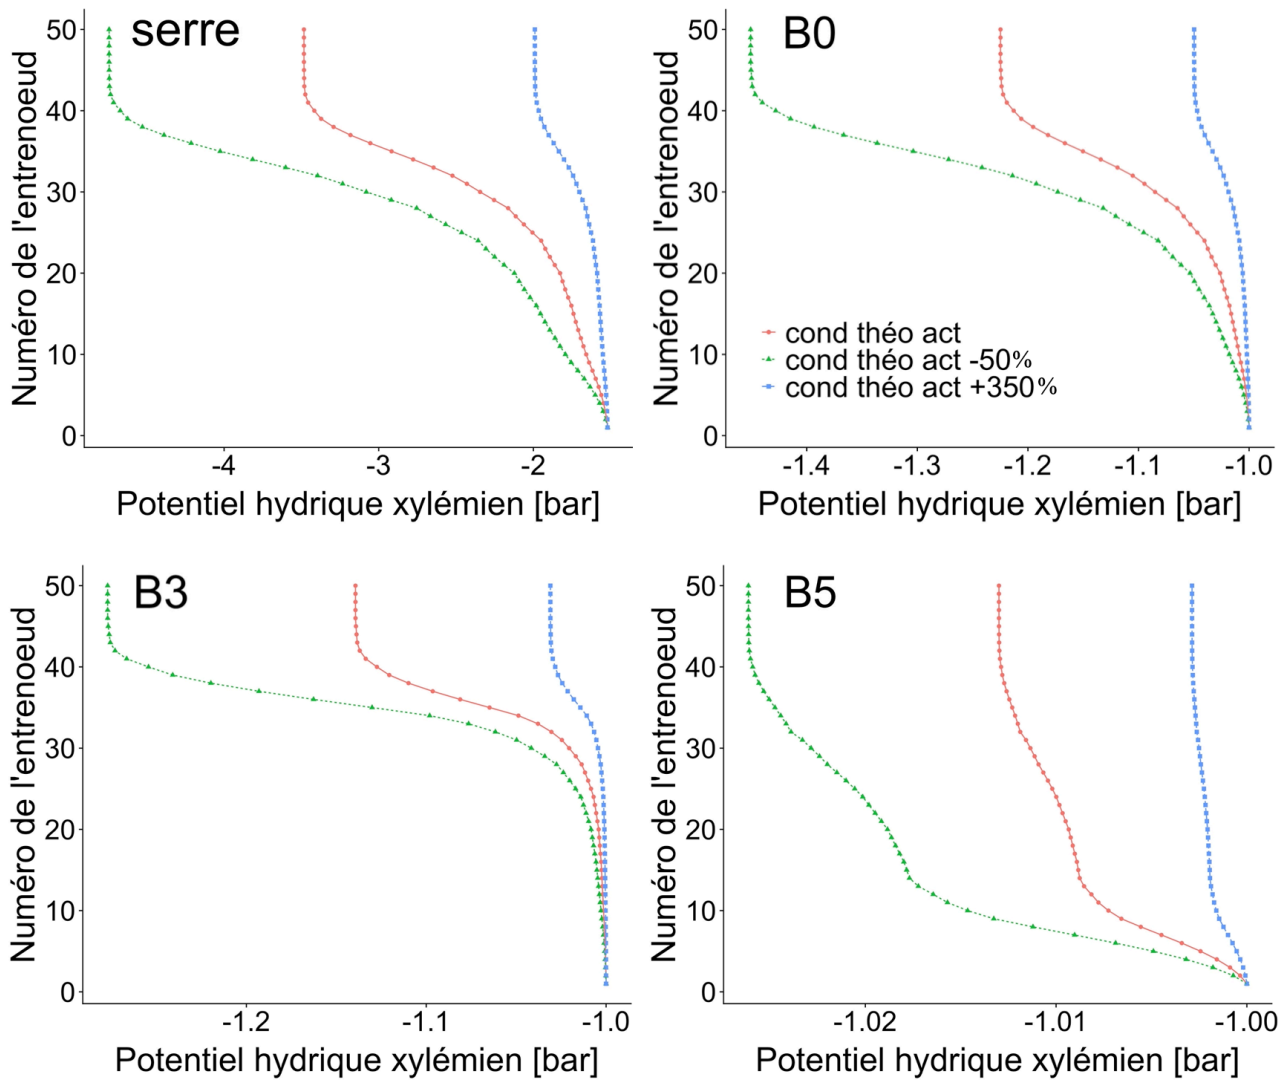 serre
50
40
30
20
10
0
Numéro de l'entrenoeud
-4
-3
-2
Potentiel hydrique xylémien [bar]
B0
50
40
30
20
10
0
Numéro de l'entrenoeud
cond théo act
cond théo act -50%
cond théo act +350%
-1.4
-1.3
-1.2
-1.1
-1.0
Potentiel hydrique xylémien [bar]
B3
50
40
30
20
10
0
Numéro de l'entrenoeud
-1.2
-1.1
-1.0
Potentiel hydrique xylémien [bar]
B5
50
40
30
20
10
0
Numéro de l'entrenoeud
-1.02
-1.01
-1.00
Potentiel hydrique xylémien [bar]